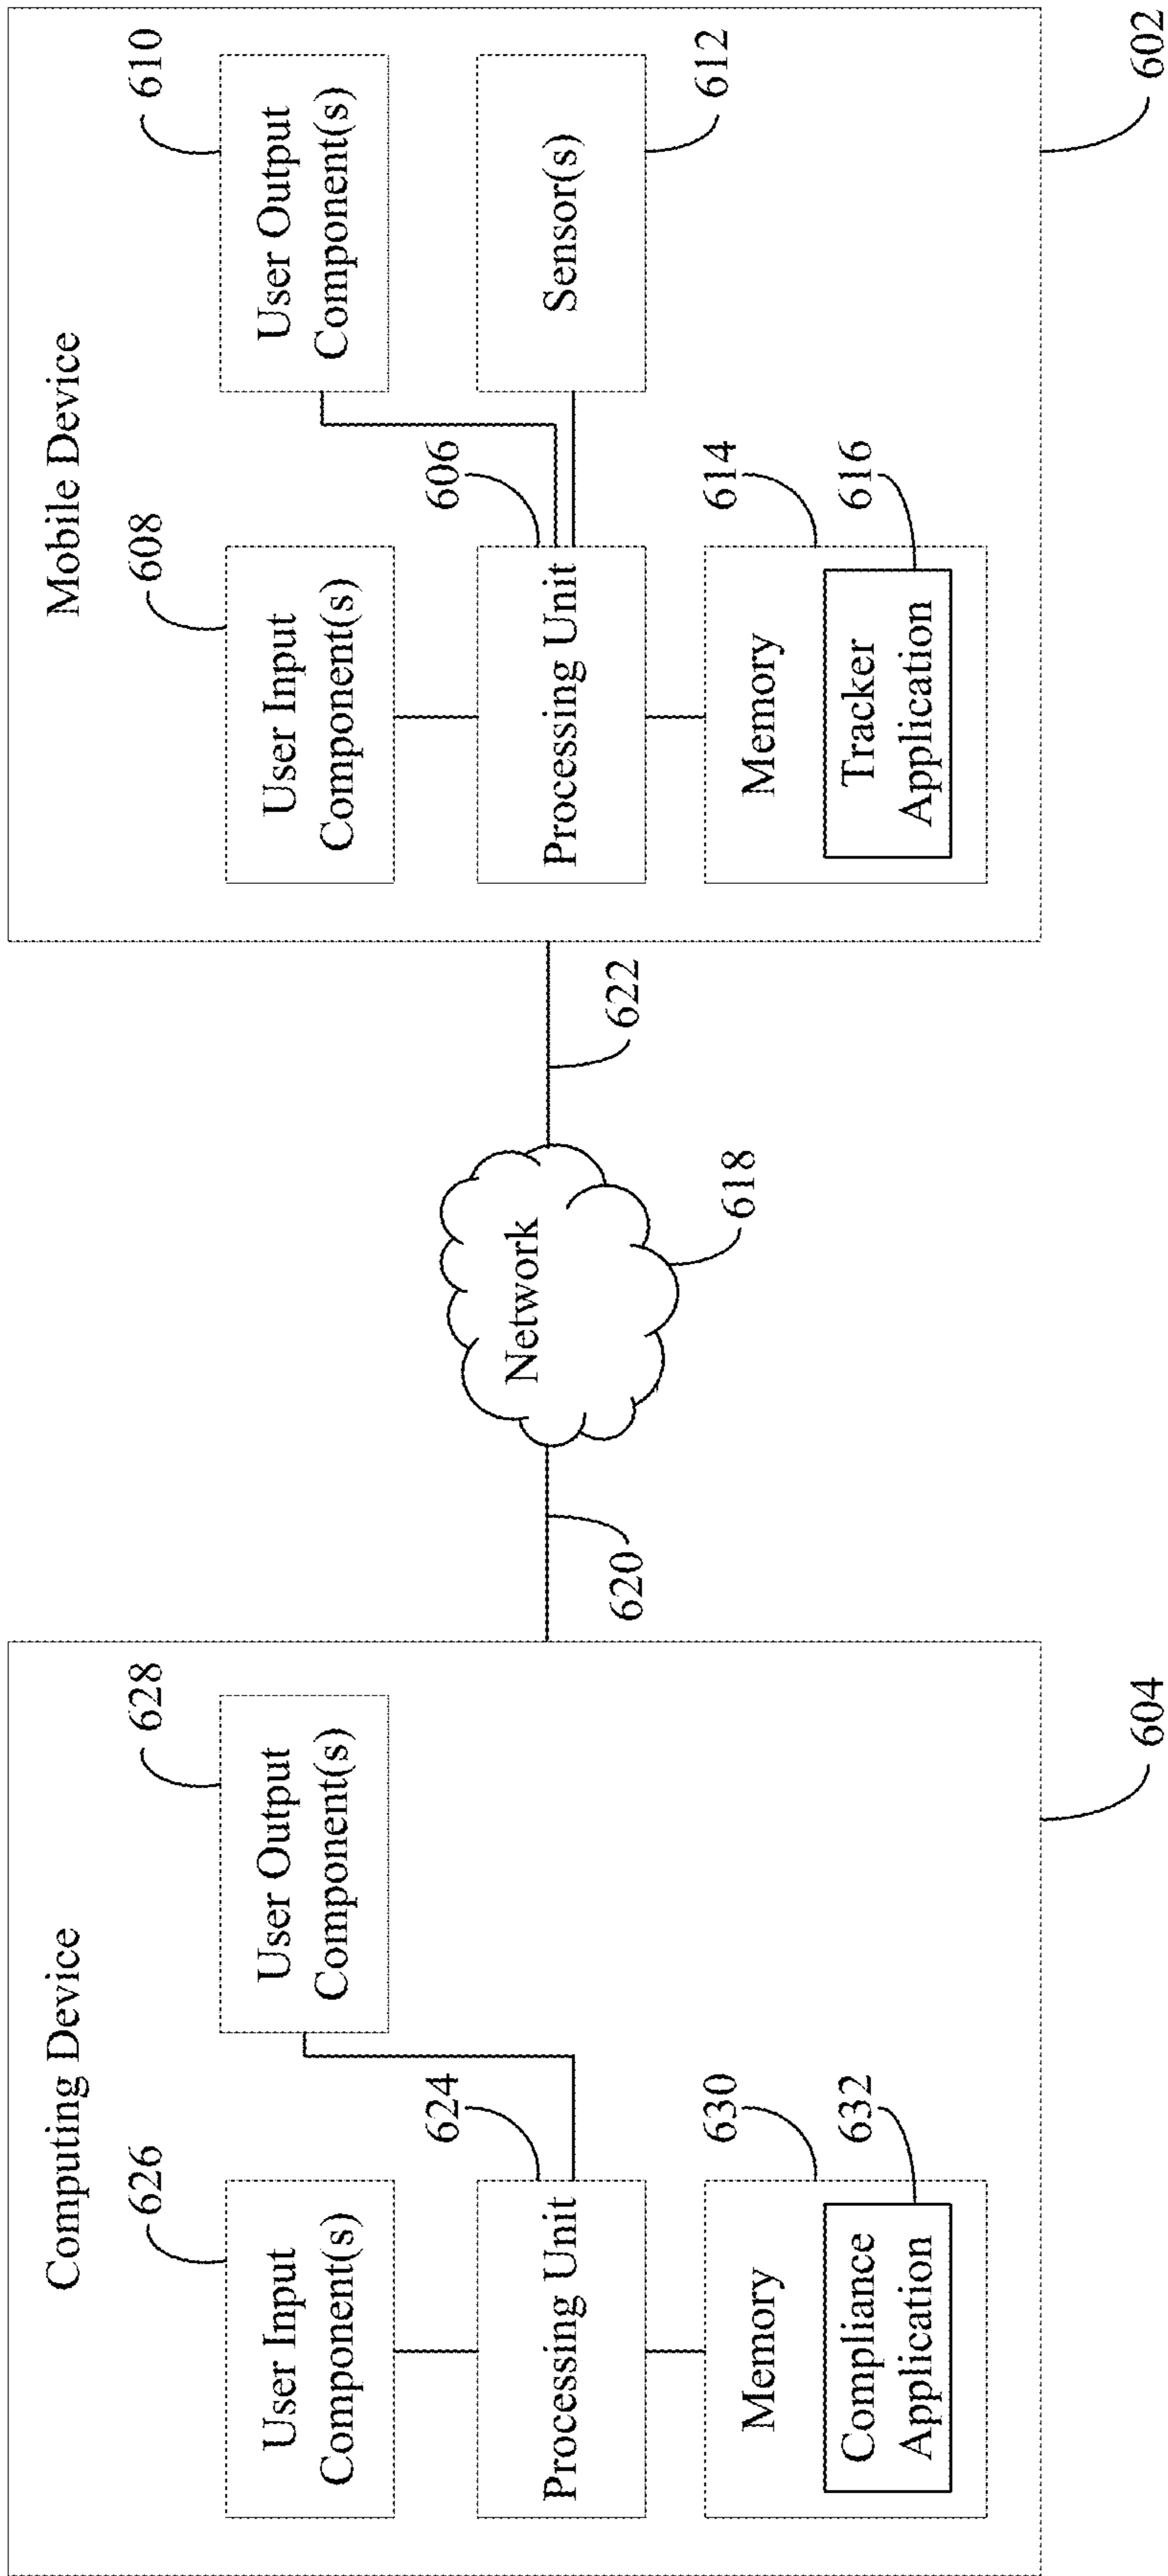 Computing Device
626
628
User Input
Component(s)
User Output
Component(s)
624
Processing Unit
630
632
Memory
Compliance
Application
604
620
Network
618
622
Mobile Device
608
610
User Input
Component(s)
User Output
Component(s)
606
Processing Unit
Sensor(s)
612
614
616
Memory
Tracker
Application
602